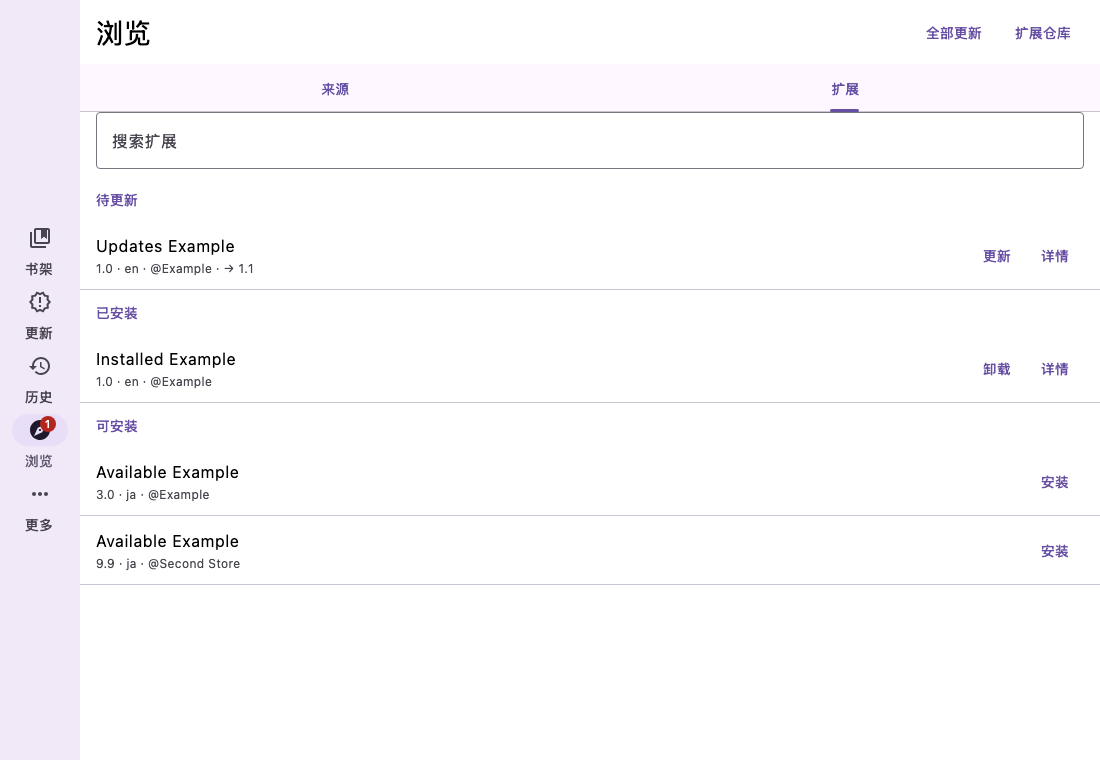 浏览
全部更新
扩展仓库
来源
扩展
搜索扩展
待更新
Updates Example
1.0 · en · @Example · → 1.1
更新
详情
已安装
Installed Example
1.0 · en · @Example
卸载
详情
可安装
Available Example
3.0 · ja · @Example
安装
Available Example
9.9 · ja · @Second Store
安装
书架
更新
历史
1
浏览
更多